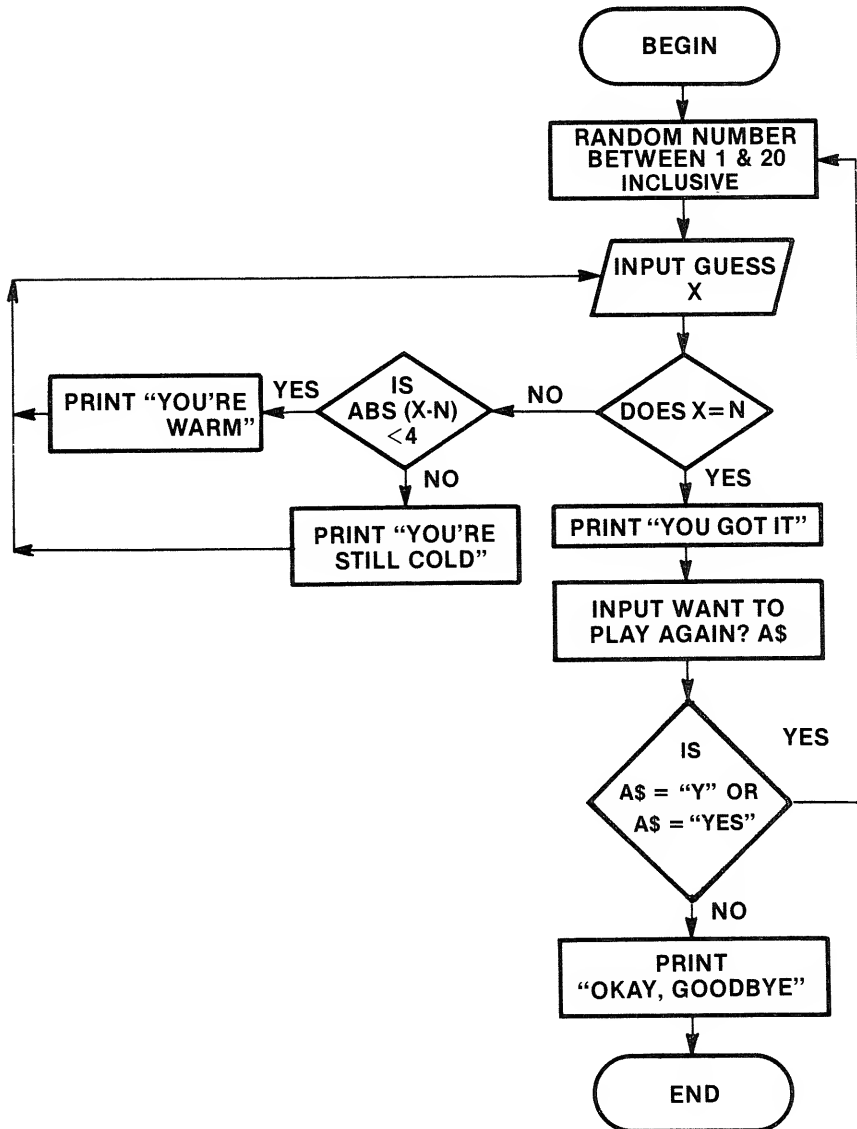 BEGIN
RANDOM NUMBER
BETWEEN 1 & 20
INCLUSIVE
INPUT GUESS
X
DOES X = N
NO
IS
ABS (X-N)
<4
YES
PRINT “YOU'RE
WARM”
NO
PRINT “YOU'RE
STILL COLD”
YES
PRINT “YOU GOT IT”
INPUT WANT TO
PLAY AGAIN? A$
IS
A$ = “Y” OR
A$ = “YES”
YES
NO
PRINT
“OKAY, GOODBYE”
END